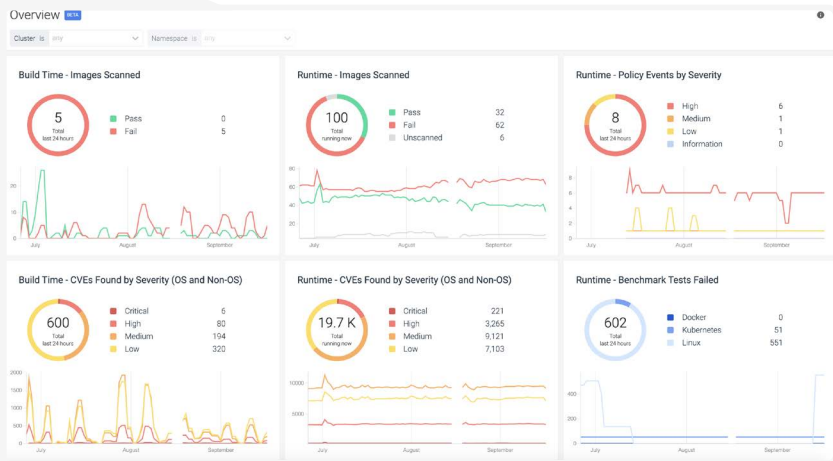 Overview BETA
Cluster is any Namespace is any
Build Time - Images Scanned
5
Total
last 24 hours
Pass 0
Fail 5
20
10
0
July August September
Runtime - Images Scanned
100
Total
running now
Pass 32
Fail 62
Unscanned 6
80
60
40
20
July August September
Runtime - Policy Events by Severity
8
Total
last 24 hours
High 6
Medium 1
Low 1
Information 0
8
6
4
2
0
July August September
Build Time - CVEs Found by Severity (OS and Non-OS)
600
Total
last 24 hours
Critical 6
High 80
Medium 194
Low 320
2000
1500
1000
500
0
July August September
Runtime - CVEs Found by Severity (OS and Non-OS)
19.7 K
Total
running now
Critical 221
High 3,265
Medium 9,121
Low 7,103
10000
5000
July August September
Runtime - Benchmark Tests Failed
602
Total
last 24 hours
Docker 0
Kubernetes 51
Linux 551
400
200
0
July August September